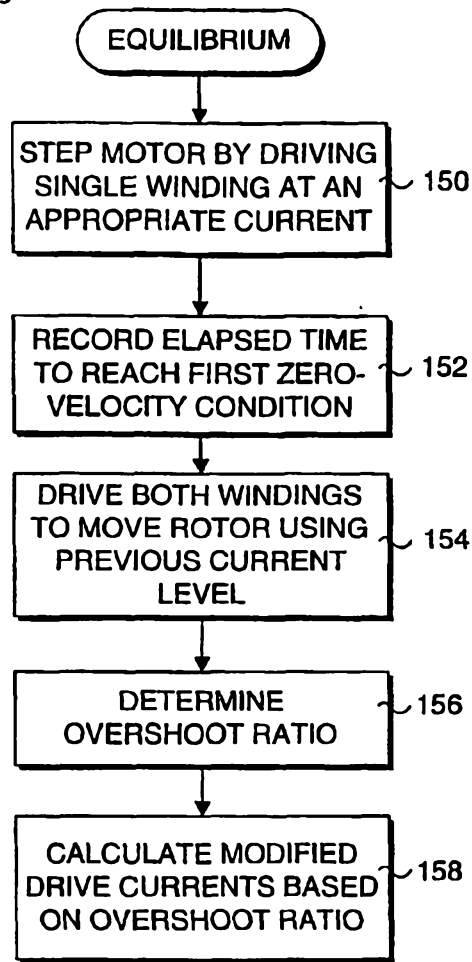 EQUILIBRIUM
STEP MOTOR BY DRIVING
SINGLE WINDING AT AN
APPROPRIATE CURRENT
150
RECORD ELAPSED TIME
TO REACH FIRST ZERO-
VELOCITY CONDITION
152
DRIVE BOTH WINDINGS
TO MOVE ROTOR USING
PREVIOUS CURRENT
LEVEL
154
DETERMINE
OVERSHOOT RATIO
156
CALCULATE MODIFIED
DRIVE CURRENTS BASED
ON OVERSHOOT RATIO
158